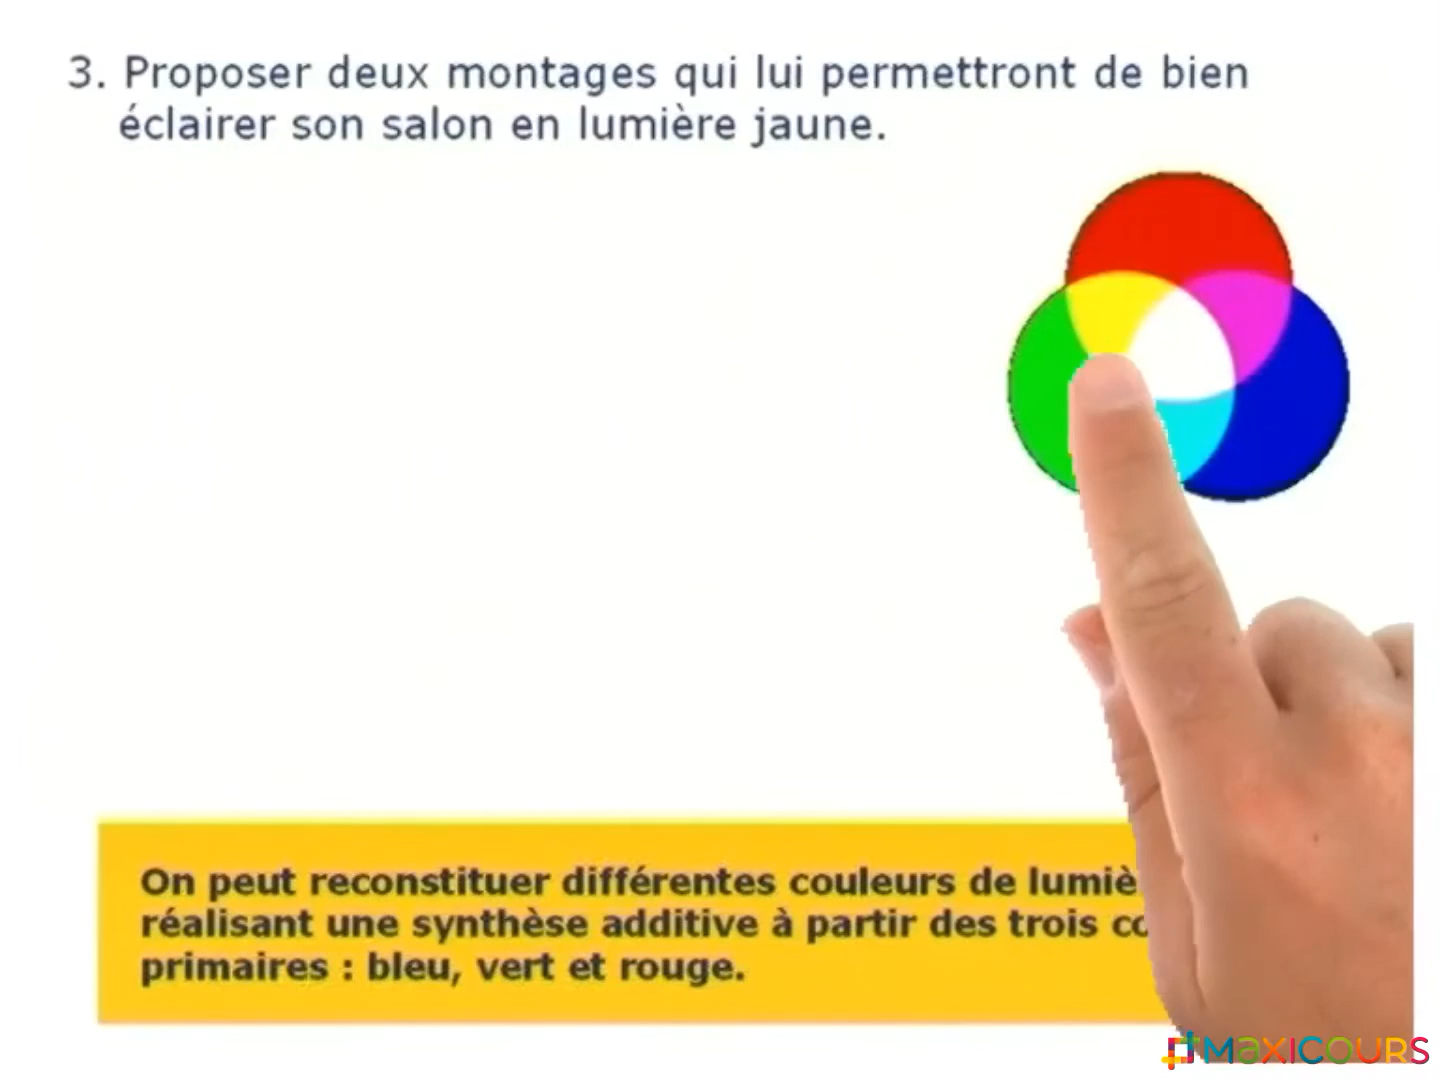 3. Proposer deux montages qui lui permettront de bien
éclairer son salon en lumière jaune.
On peut reconstituer différentes couleurs de
réalisant une synthèse additive à partir des trois
primaires : bleu, vert et rouge.
MAXICOURS